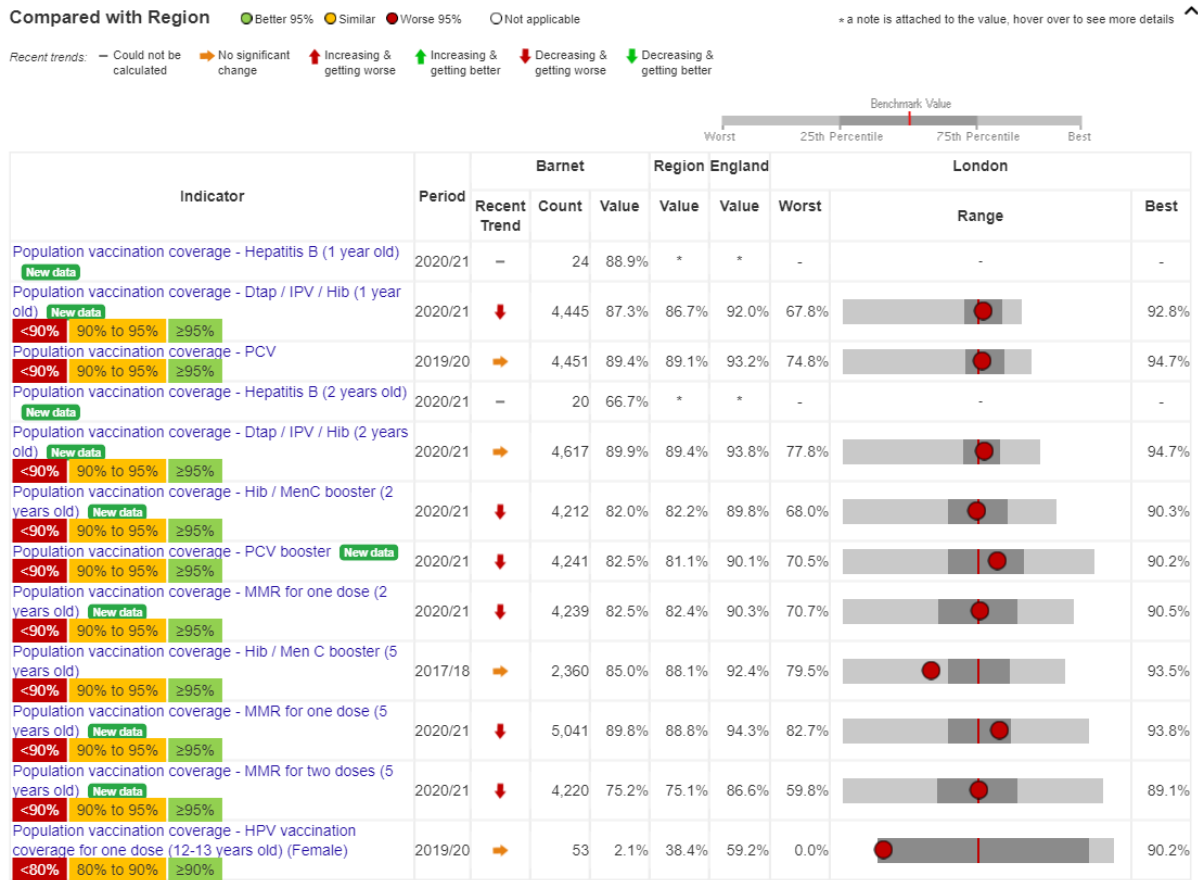 Compared with Region
Better 95% Similar Worse 95% Not applicable
* a note is attached to the value, hover over to see more details
Recent trends: – Could not be calculated
No significant change
Increasing & getting worse
Increasing & getting better
Decreasing & getting worse
Decreasing & getting better
Benchmark Value
Worst 25th Percentile 75th Percentile Best
Indicator Period Barnet Region England London
Recent Trend Count Value Value Value Worst Range Best
Population vaccination coverage - Hepatitis B (1 year old)
New data
2020/21 – 24 88.9% * * - - -
Population vaccination coverage - Dtap / IPV / Hib (1 year
old) New data
<90% 90% to 95% ≥95%
2020/21 4,445 87.3% 86.7% 92.0% 67.8% 92.8%
Population vaccination coverage - PCV
<90% 90% to 95% ≥95%
2019/20 4,451 89.4% 89.1% 93.2% 74.8% 94.7%
Population vaccination coverage - Hepatitis B (2 years old)
New data
2020/21 – 20 66.7% * * - - -
Population vaccination coverage - Dtap / IPV / Hib (2 years
old) New data
<90% 90% to 95% ≥95%
2020/21 4,617 89.9% 89.4% 93.8% 77.8% 94.7%
Population vaccination coverage - Hib / MenC booster (2
years old) New data
<90% 90% to 95% ≥95%
2020/21 4,212 82.0% 82.2% 89.8% 68.0% 90.3%
Population vaccination coverage - PCV booster New data
<90% 90% to 95% ≥95%
2020/21 4,241 82.5% 81.1% 90.1% 70.5% 90.2%
Population vaccination coverage - MMR for one dose (2
years old) New data
<90% 90% to 95% ≥95%
2020/21 4,239 82.5% 82.4% 90.3% 70.7% 90.5%
Population vaccination coverage - Hib / Men C booster (5
years old)
<90% 90% to 95% ≥95%
2017/18 2,360 85.0% 88.1% 92.4% 79.5% 93.5%
Population vaccination coverage - MMR for one dose (5
years old) New data
<90% 90% to 95% ≥95%
2020/21 5,041 89.8% 88.8% 94.3% 82.7% 93.8%
Population vaccination coverage - MMR for two doses (5
years old) New data
<90% 90% to 95% ≥95%
2020/21 4,220 75.2% 75.1% 86.6% 59.8% 89.1%
Population vaccination coverage - HPV vaccination
coverage for one dose (12-13 years old) (Female)
<80% 80% to 90% ≥90%
2019/20 53 2.1% 38.4% 59.2% 0.0% 90.2%